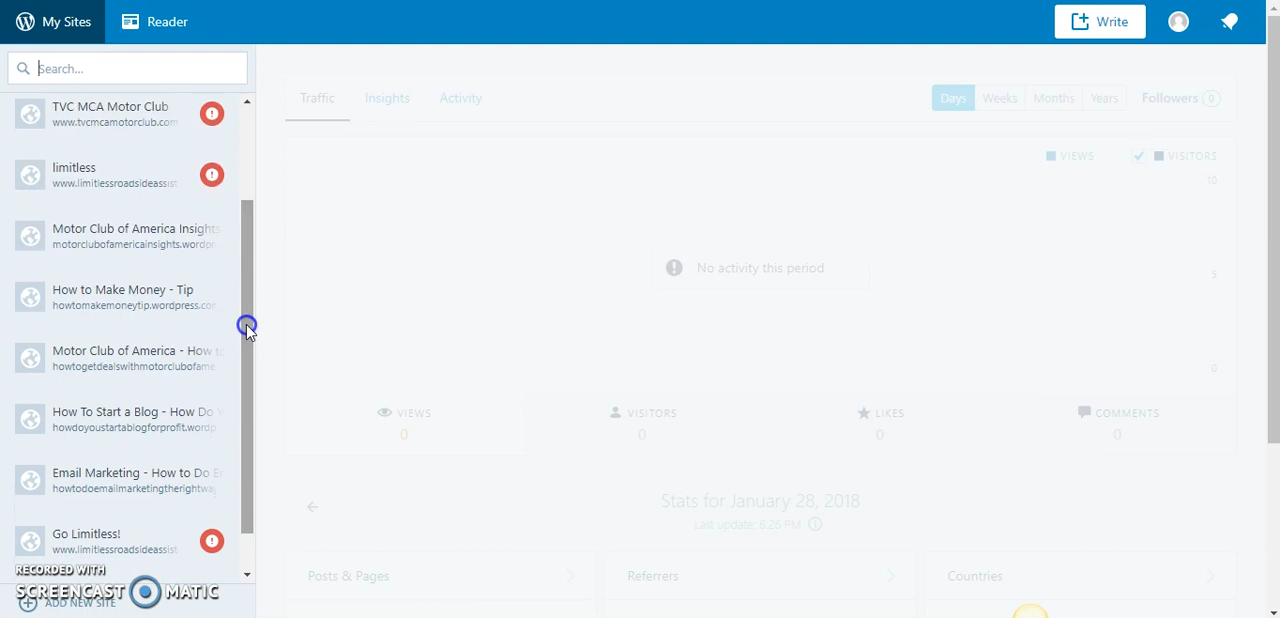 My Sites
Reader
Write
Search...
TVC MCA Motor Club
www.tvcmcamotorclub.com
limitless
www.limitlessroadsideassist
Motor Club of America Insights
motorclubofamericainsights.wordpr
How to Make Money - Tip
howtomakemoneytip.wordpress.com
Motor Club of America - How to
howtogetdealswithmotorclubofame
How To Start a Blog - How Do Y
howdoyoustartablogforprofit.wordp
Email Marketing - How to Do E
howtodoemailmarketingtherightway
Go Limitless!
www.limitlessroadsideassist
ADD NEW SITE
RECORDED WITH
SCREENCAST MATIC
Traffic
Insights
Activity
Days
Weeks
Months
Years
Followers 0
VIEWS
VISITORS
10
No activity this period
5
0
VIEWS
0
VISITORS
0
LIKES
0
COMMENTS
0
Stats for January 28, 2018
Last update: 6:26 PM
Posts & Pages
Referrers
Countries